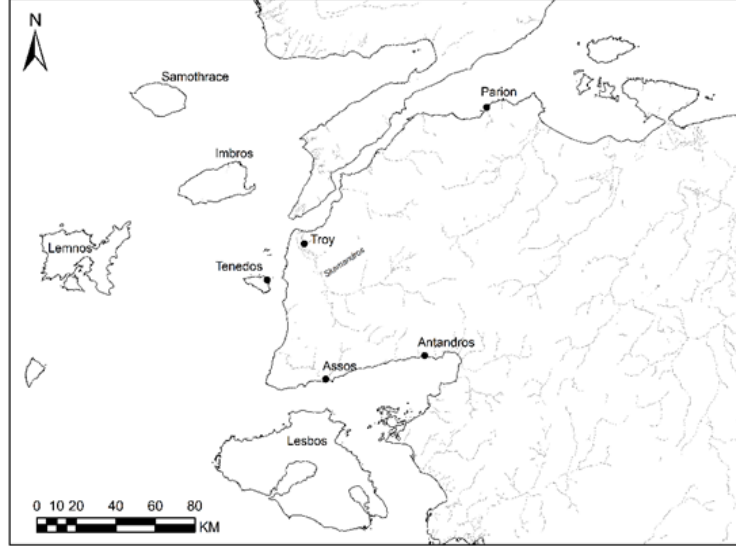 N
Samothrace
Parion
Imbros
Troy
Lemnos
Tenedos
Skamandros
Antandros
Assos
Lesbos
0 10 20 40 60 80
KM